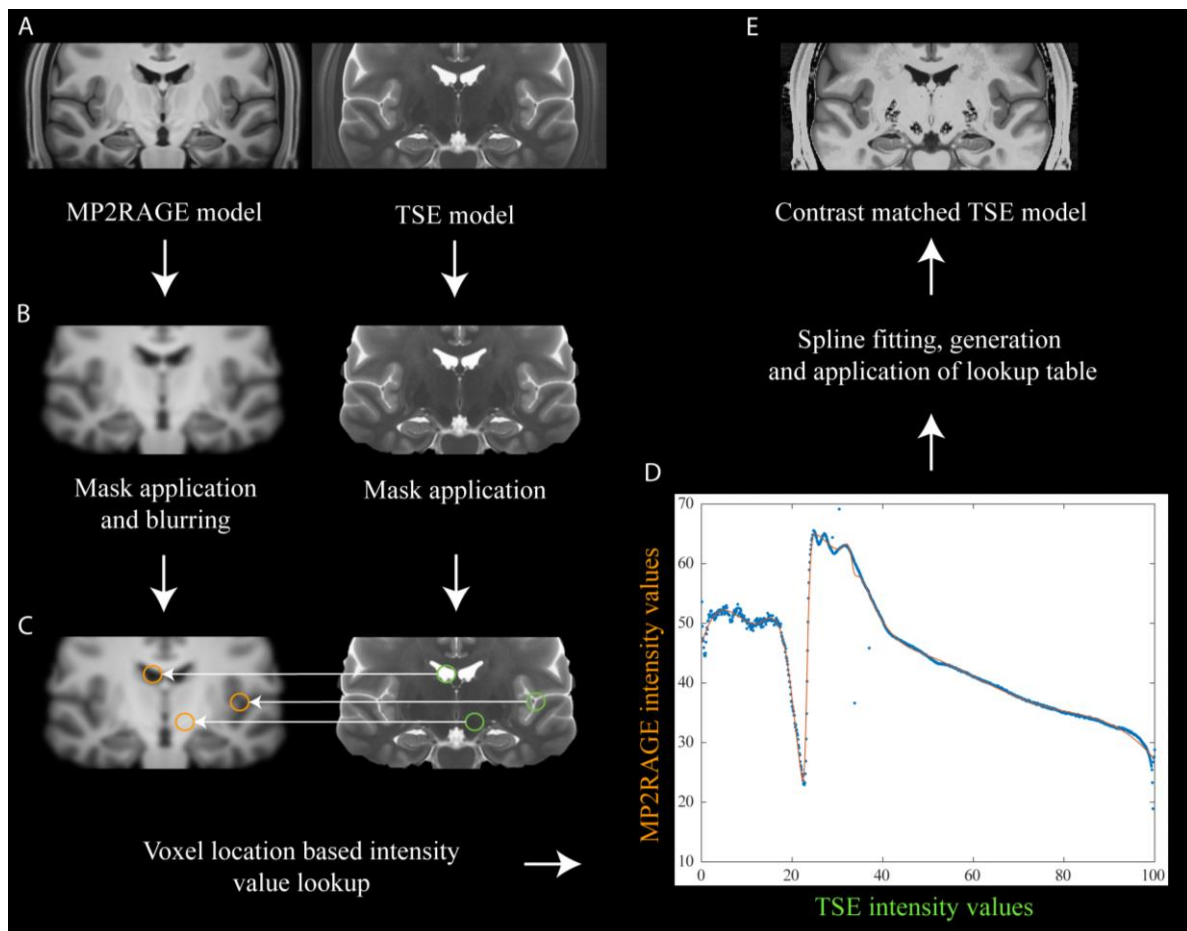 A
MP2RAGE model
TSE model
B
Mask application
and blurring
Mask application
C
Voxel location based intensity
value lookup
D
MP2RAGE intensity values
70
60
50
40
30
20
10
0
20
40
60
80
100
TSE intensity values
Spline fitting, generation
and application of lookup table
E
Contrast matched TSE model